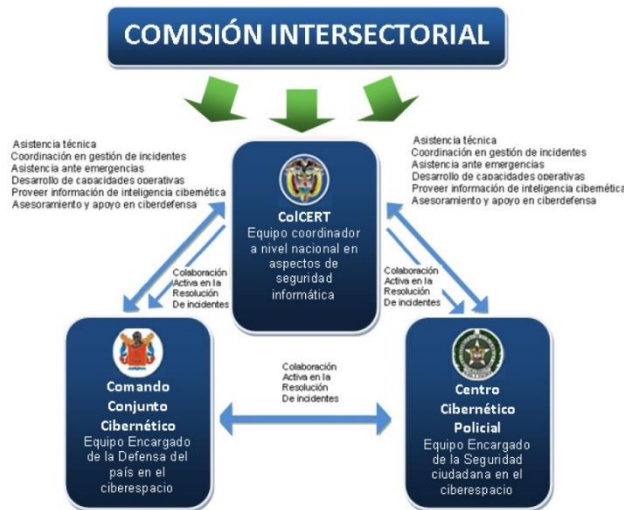 COMISIÓN INTERSECTORIAL
Asistencia técnica
Coordinación en gestión de incidentes
Asistencia ante emergencias
Desarrollo de capacidades operativas
Proveer información de inteligencia cibernética
Asesoramiento y apoyo en ciberdefensa
Asistencia técnica
Coordinación en gestión de incidentes
Asistencia ante emergencias
Desarrollo de capacidades operativas
Proveer información de inteligencia cibernética
Asesoramiento y apoyo en ciberdefensa
ColCERT
Equipo coordinador
a nivel nacional en
aspectos de
seguridad
informática
Colaboración
Activa en la
Resolución
De incidentes
Colaboración
Activa en la
Resolución
De incidentes
Comando
Conjunto
Cibernético
Equipo Encargado
de la Defensa del
país en el
ciberespacio
Colaboración
Activa en la
Resolución
De incidentes
Centro
Cibernético
Policial
Equipo Encargado
de la Seguridad
ciudadana en el
ciberespacio